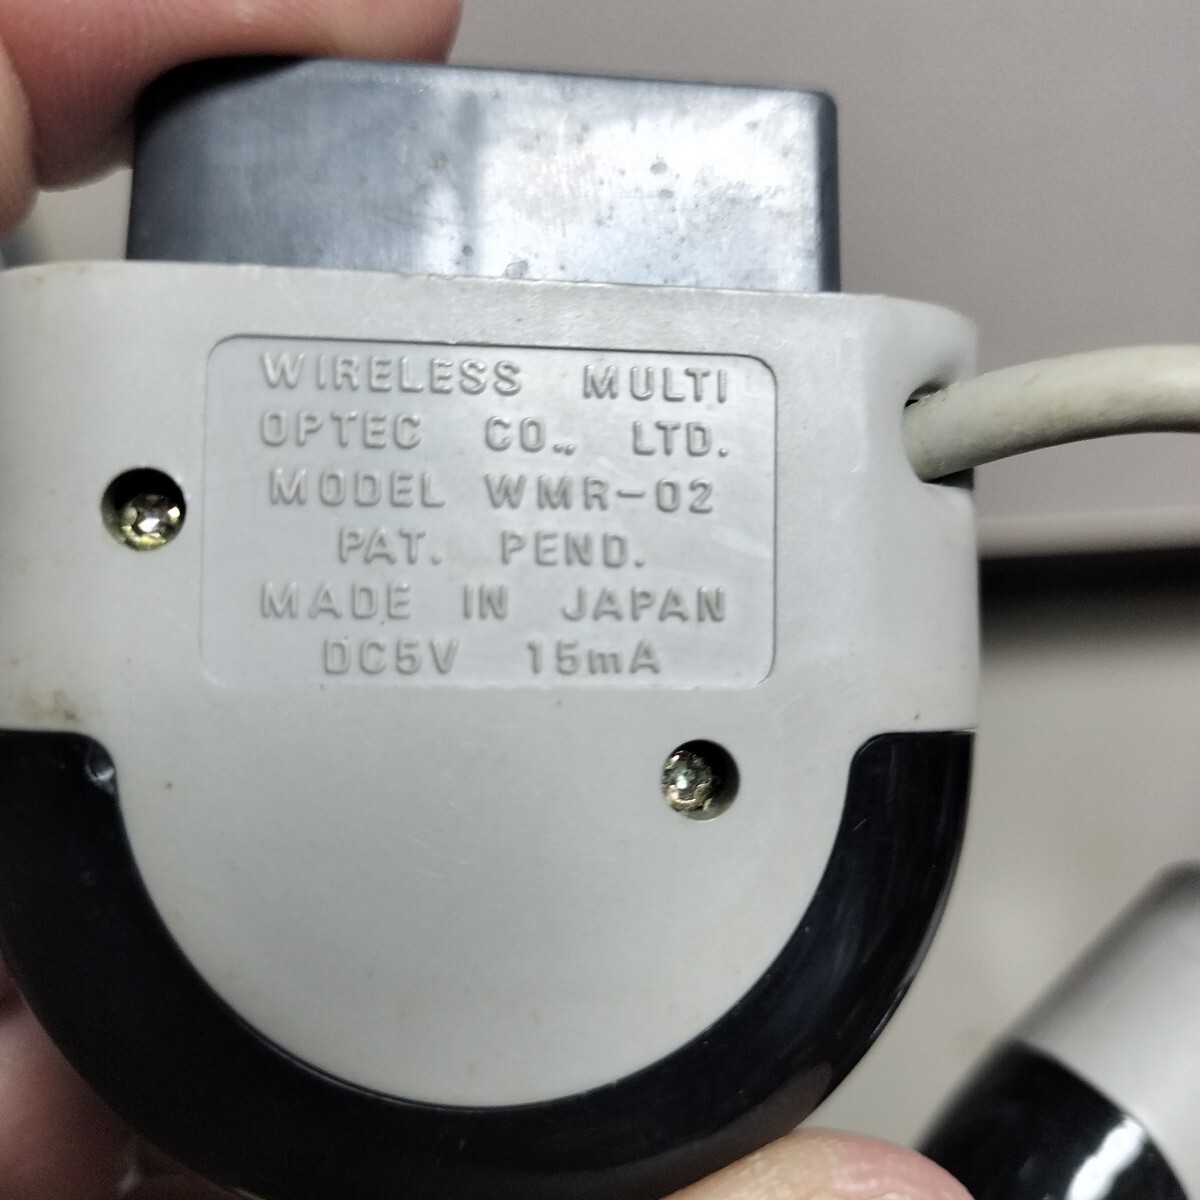 WIRELESS MULTI
OPTEC CO., LTD.
MODEL WMR-02
PAT. PEND.
MADE IN JAPAN
DC5V 15mA